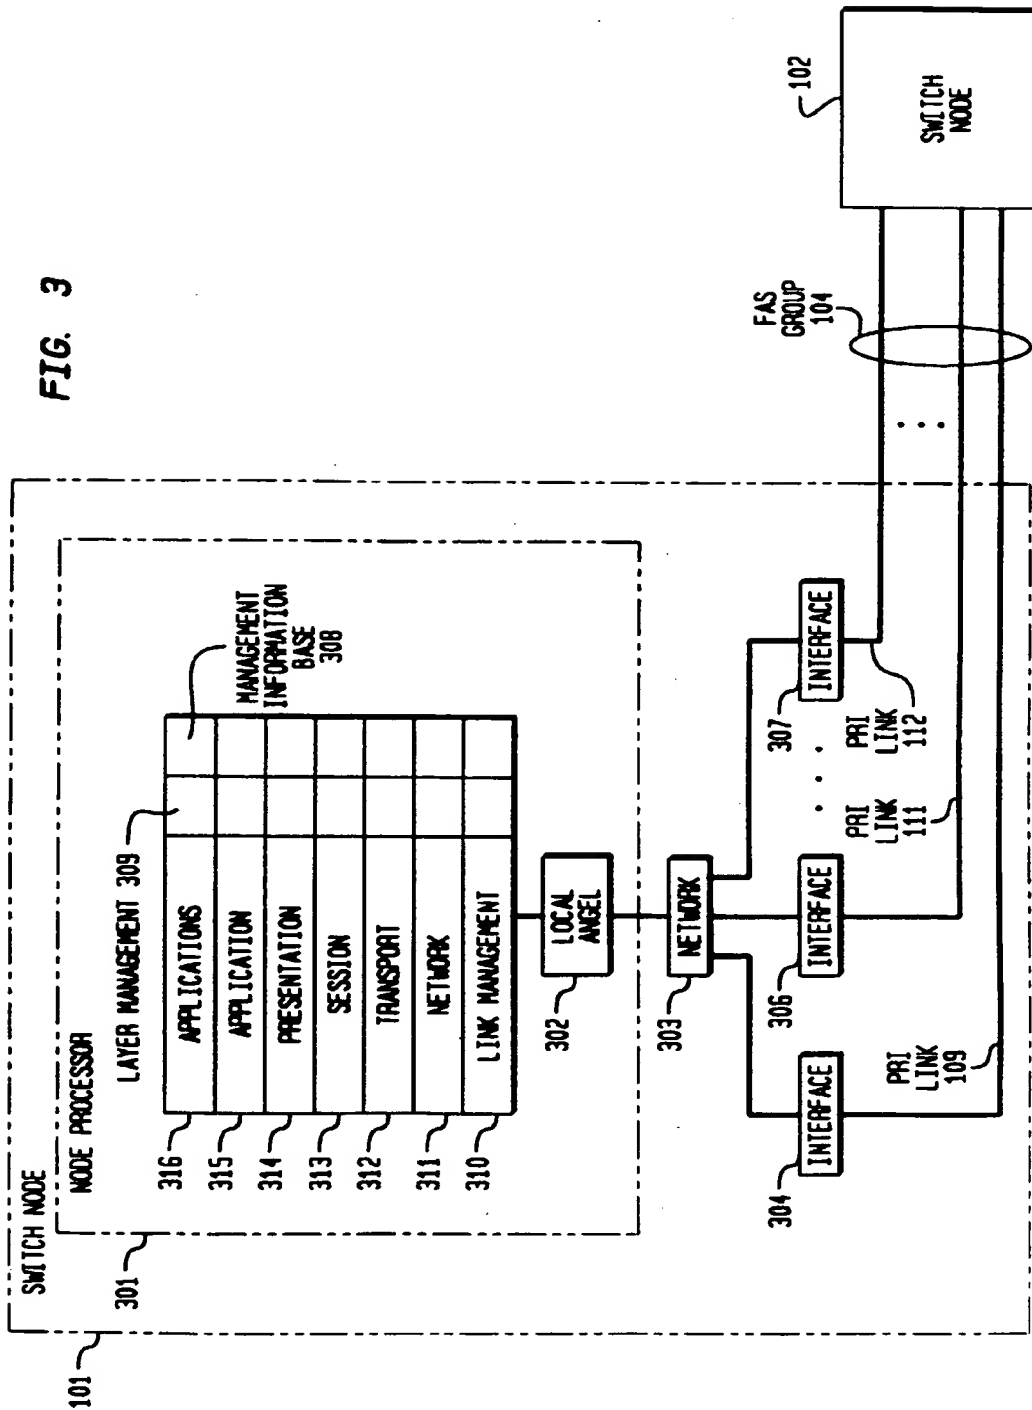 FIG. 3
101
SWITCH NODE
301
NODE PROCESSOR
LAYER MANAGEMENT 309
MANAGEMENT
INFORMATION
BASE
308
316
APPLICATIONS
315
APPLICATION
314
PRESENTATION
313
SESSION
312
TRANSPORT
311
NETWORK
310
LINK MANAGEMENT
302
LOCAL
ANGEL
303
NETWORK
304
INTERFACE
306
INTERFACE
307
INTERFACE
PRI
LINK
109
PRI
LINK
111
PRI
LINK
112
FAS
GROUP
104
102
SWITCH
NODE